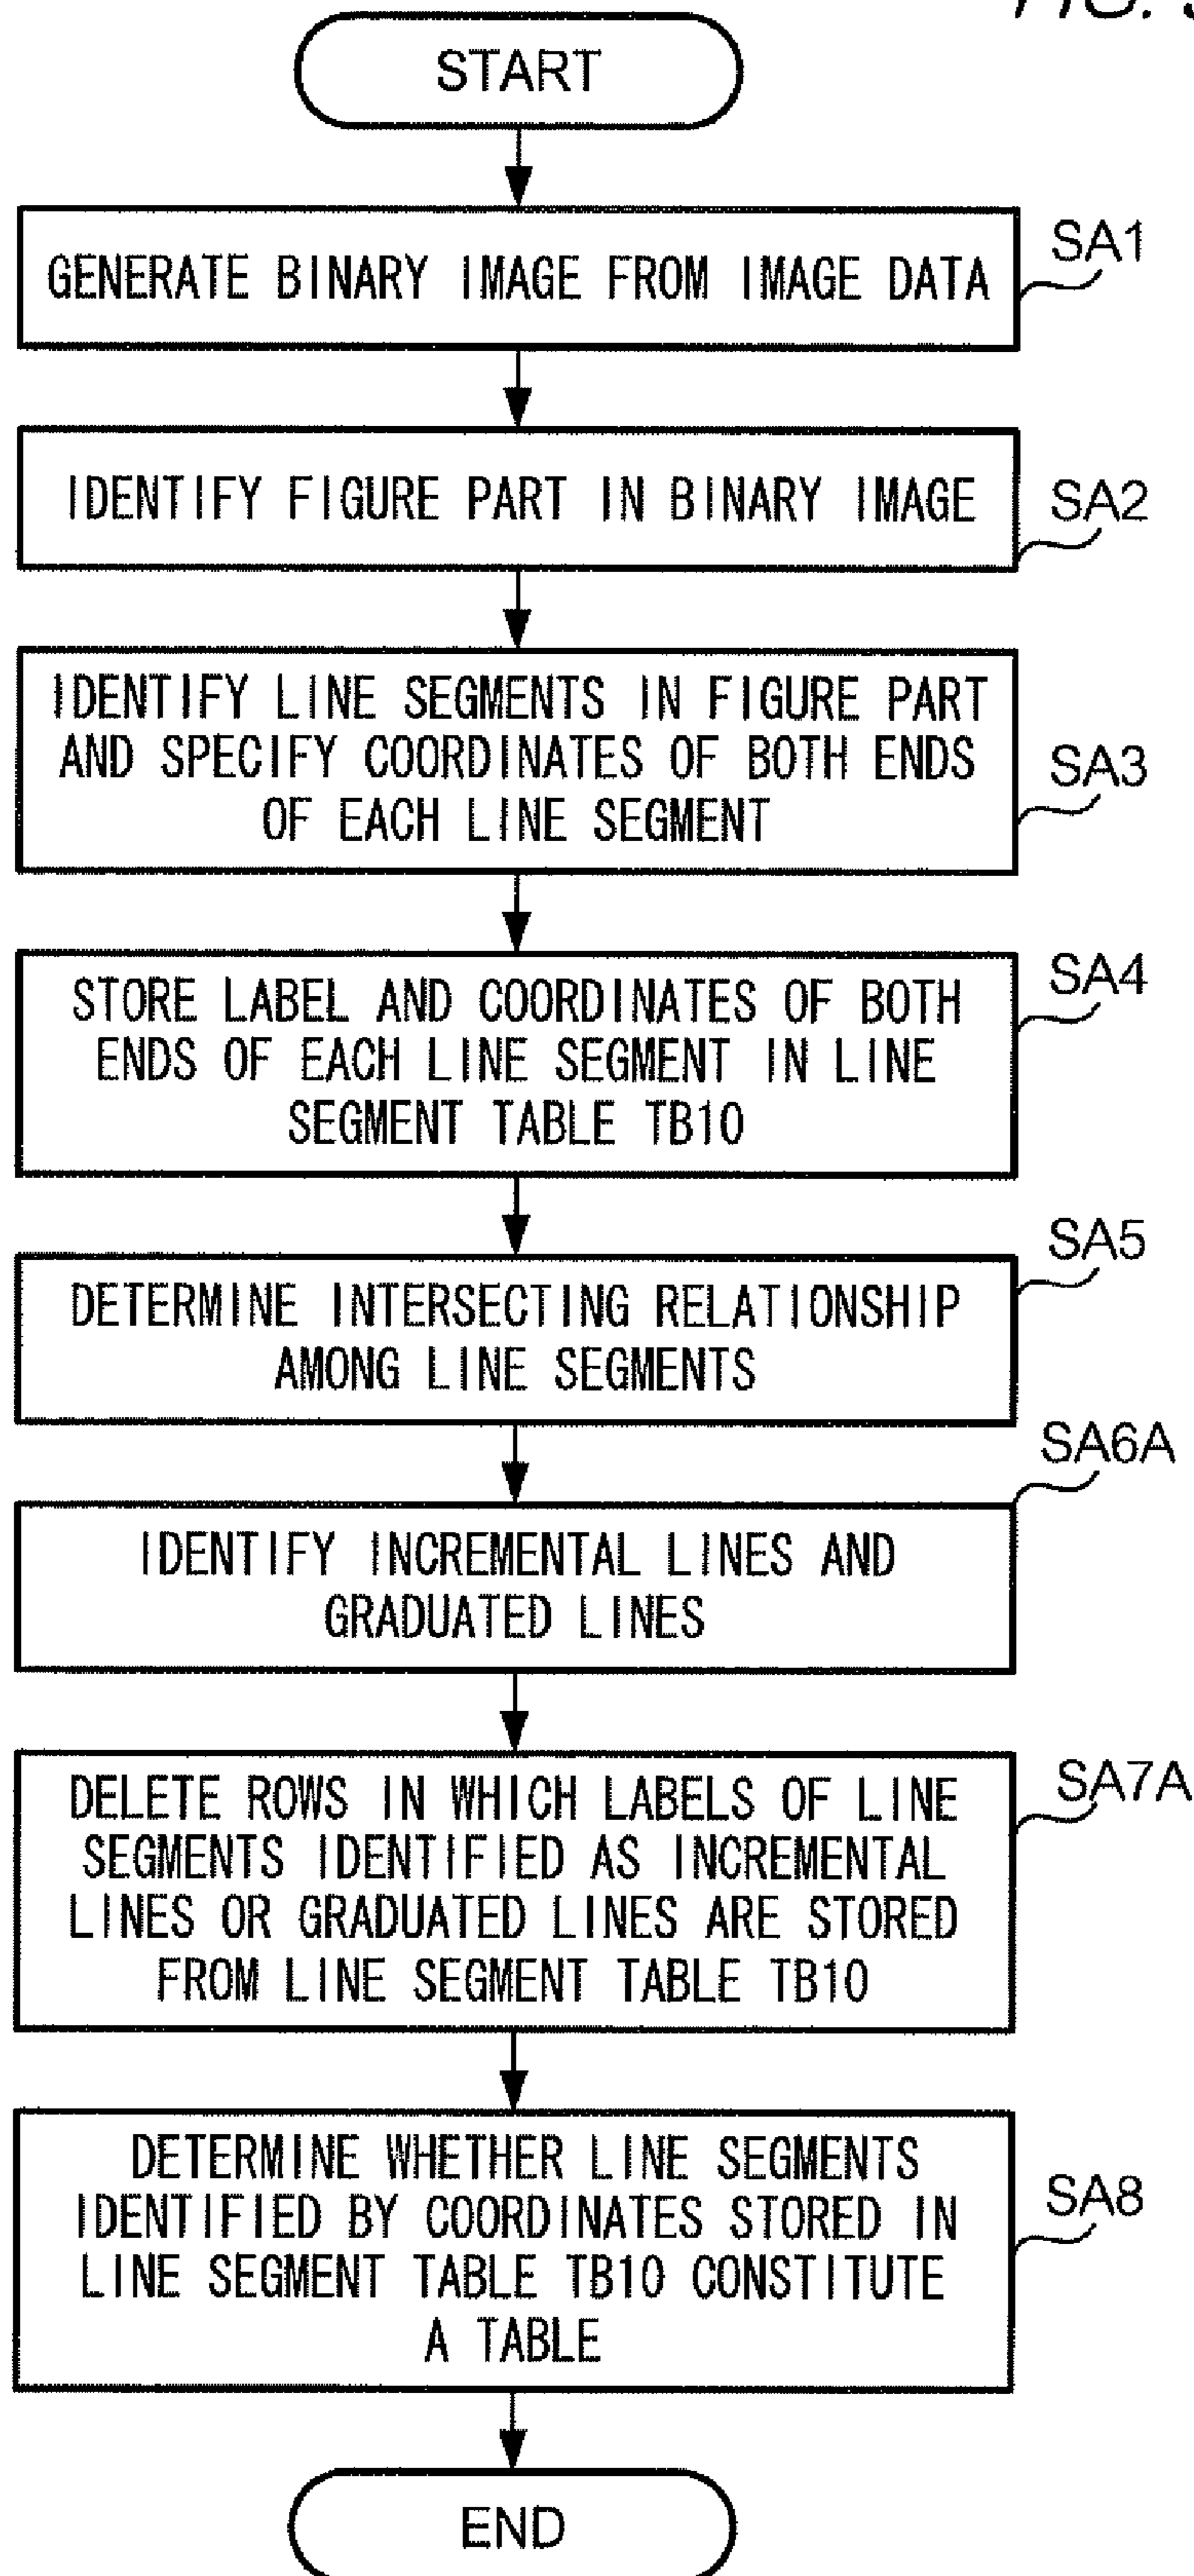 FIG.
START
GENERATE BINARY IMAGE FROM IMAGE DATA
SA1
IDENTIFY FIGURE PART IN BINARY IMAGE
SA2
IDENTIFY LINE SEGMENTS IN FIGURE PART
AND SPECIFY COORDINATES OF BOTH ENDS
OF EACH LINE SEGMENT
SA3
STORE LABEL AND COORDINATES OF BOTH
ENDS OF EACH LINE SEGMENT IN LINE
SEGMENT TABLE TB10
SA4
DETERMINE INTERSECTING RELATIONSHIP
AMONG LINE SEGMENTS
SA5
IDENTIFY INCREMENTAL LINES AND
GRADUATED LINES
SA6A
DELETE ROWS IN WHICH LABELS OF LINE
SEGMENTS IDENTIFIED AS INCREMENTAL
LINES OR GRADUATED LINES ARE STORED
FROM LINE SEGMENT TABLE TB10
SA7A
DETERMINE WHETHER LINE SEGMENTS
IDENTIFIED BY COORDINATES STORED IN
LINE SEGMENT TABLE TB10 CONSTITUTE
A TABLE
SA8
END